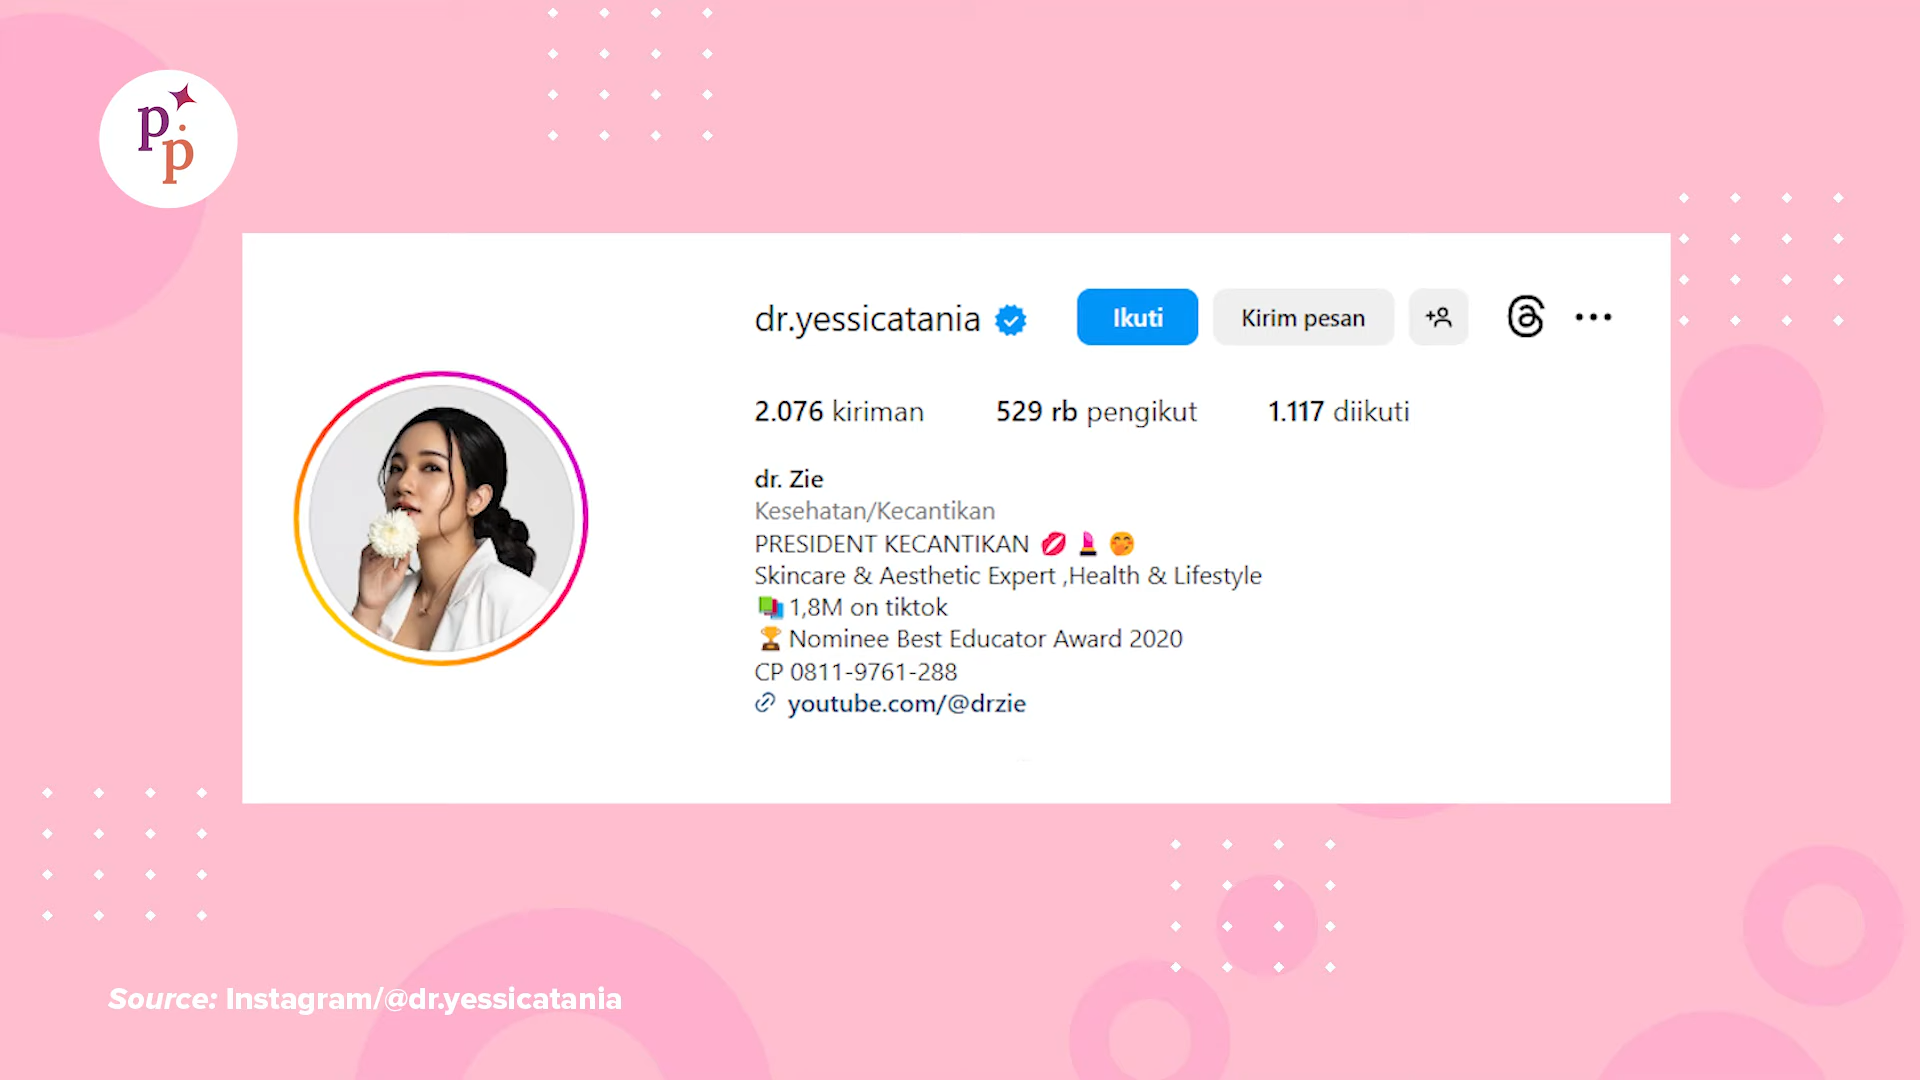 pp
dr.yessicatania Ikuti Kirim pesan
2.076 kiriman 529 rb pengikut 1.117 diikuti
dr. Zie
Kesehatan/Kecantikan
PRESIDENT KECANTIKAN 💋 💄 🤭
Skincare & Aesthetic Expert ,Health & Lifestyle
1,8M on tiktok
🏆 Nominee Best Educator Award 2020
CP 0811-9761-288
youtube.com/@drzie
Source: Instagram/@dr.yessicatania